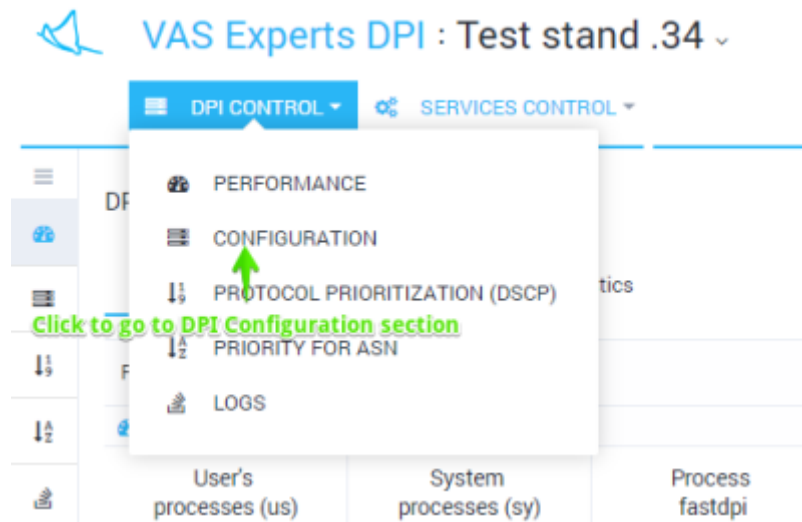 VAS Experts DPI : Test stand .34
DPI CONTROL
SERVICES CONTROL
PERFORMANCE
DP
CONFIGURATION
PROTOCOL PRIORITIZATION (DSCP)
tics
Click to go to DPI Configuration section
PRIORITY FOR ASN
F
LOGS
User's
processes (us)
System
processes (sy)
Process
fastdpi